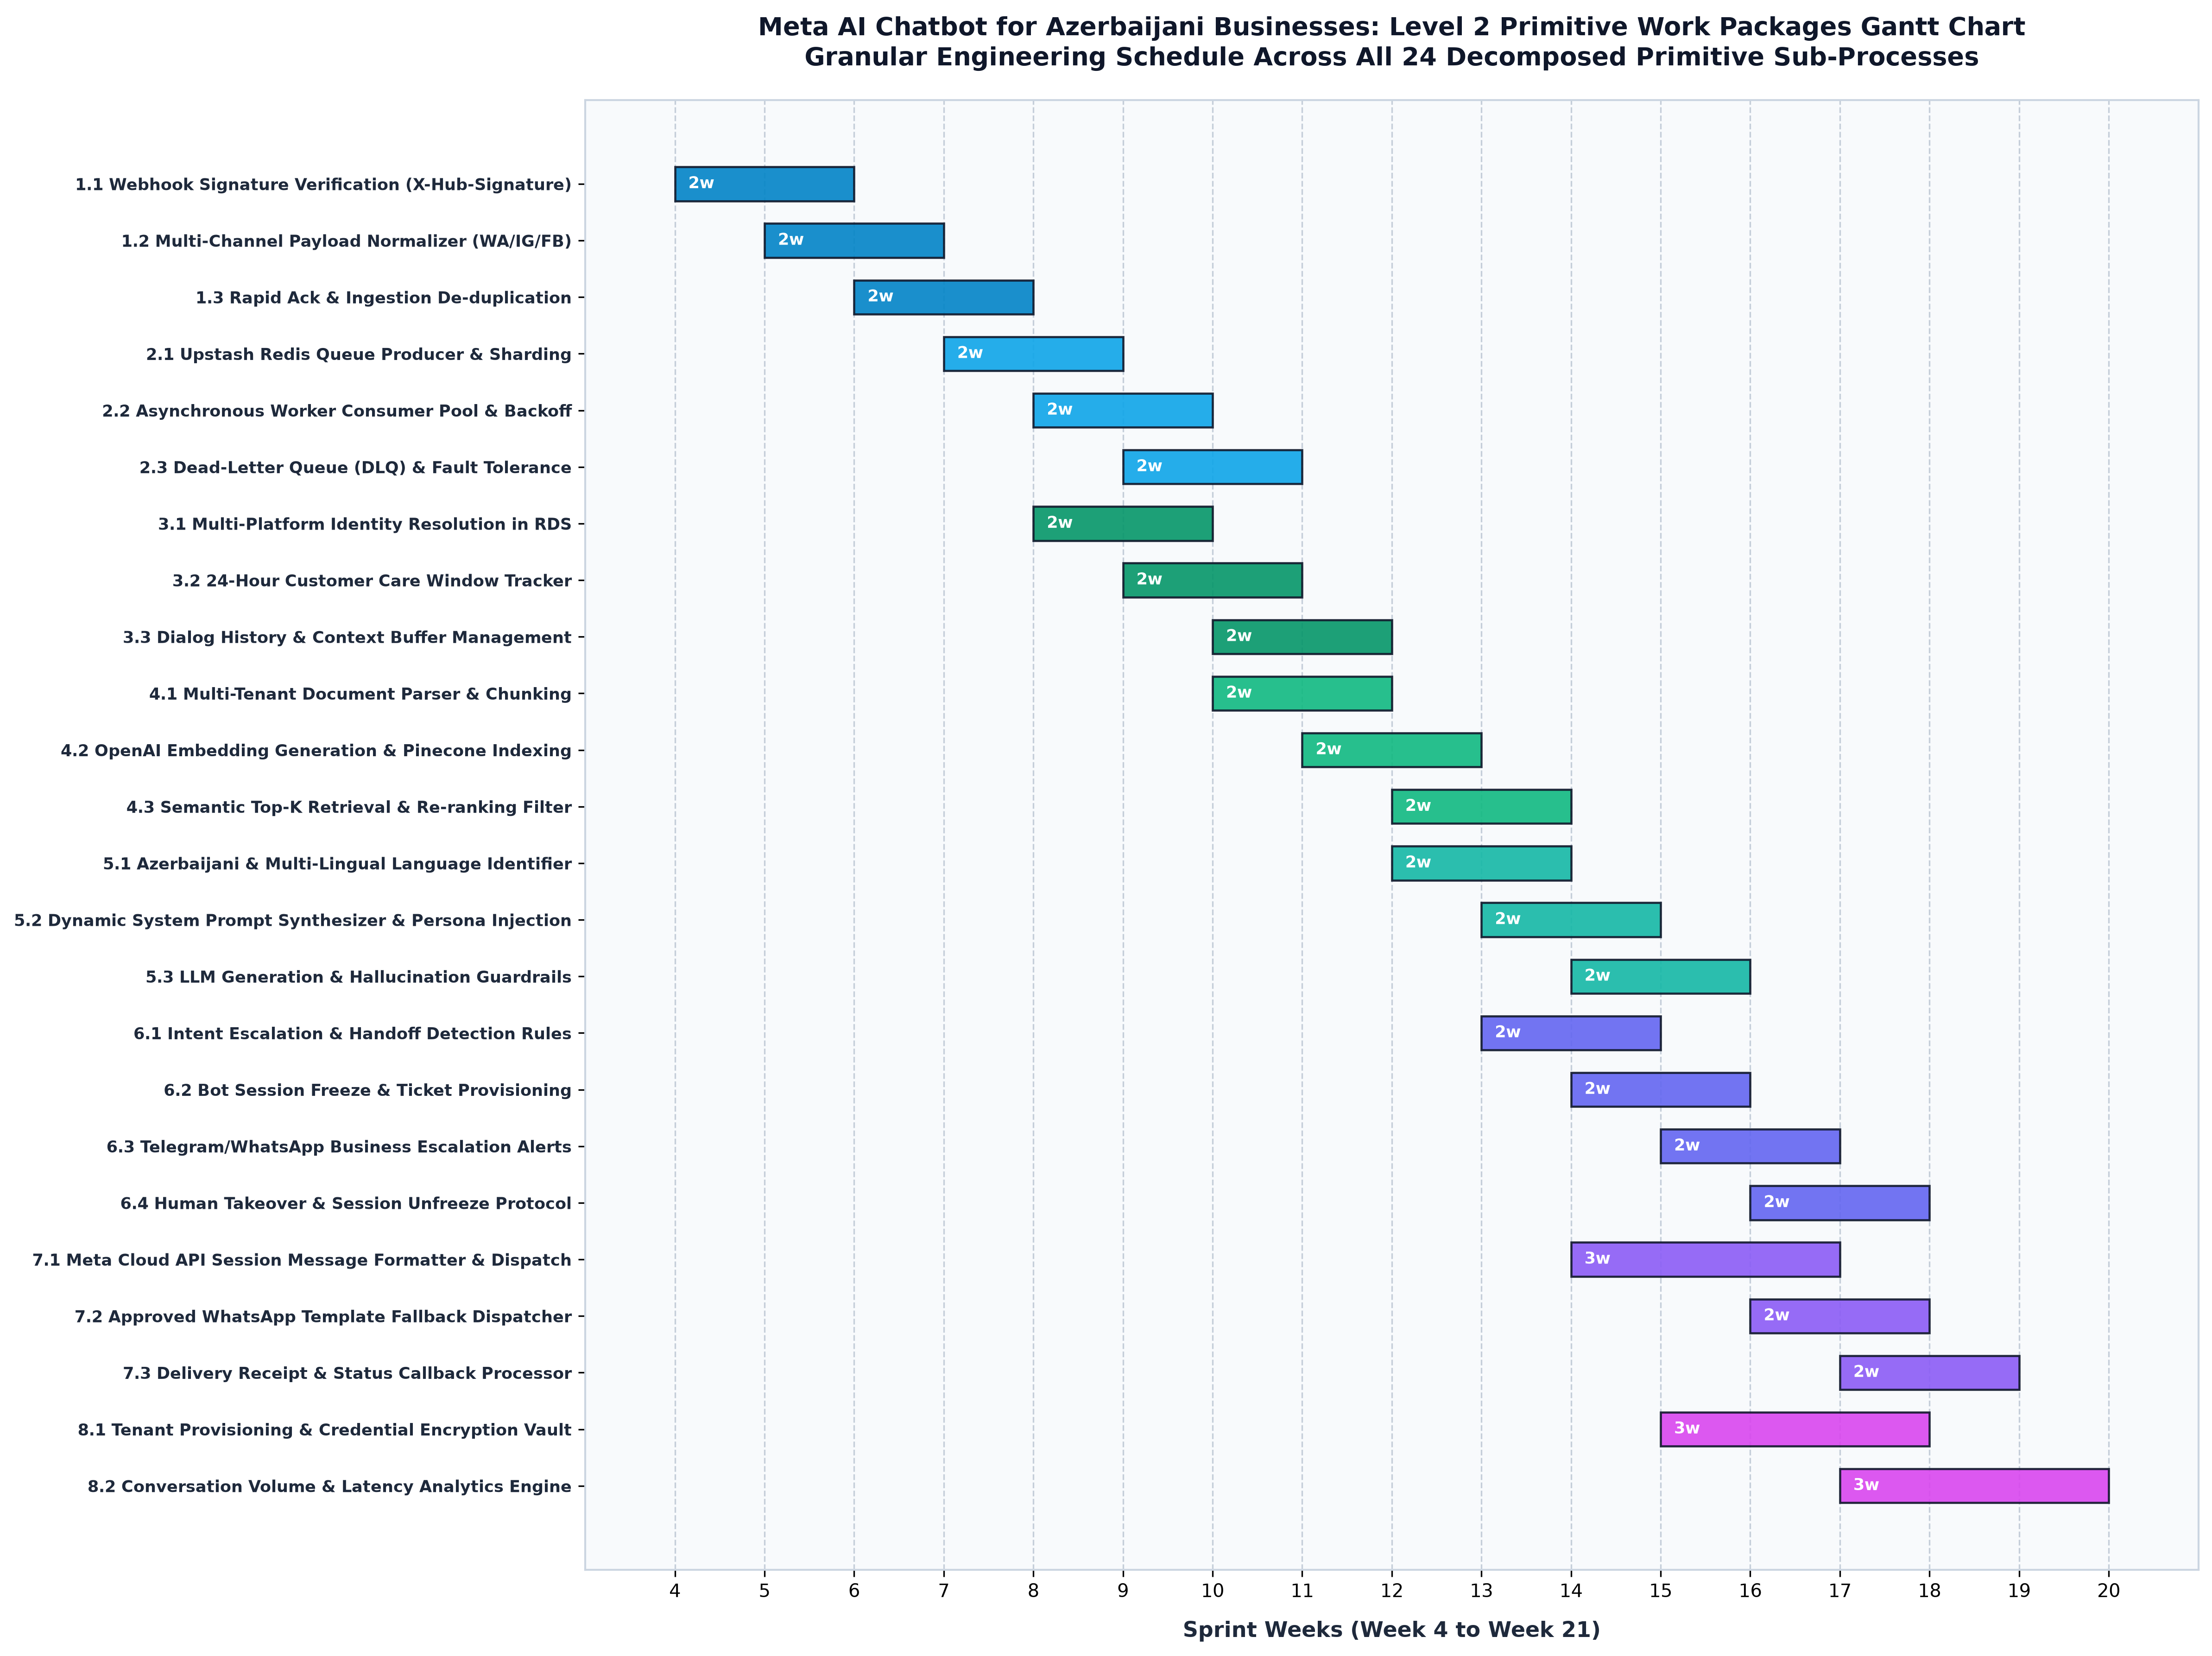 Meta AI Chatbot for Azerbaijani Businesses: Level 2 Primitive Work Packages Gantt Chart
Granular Engineering Schedule Across All 24 Decomposed Primitive Sub-Processes
1.1 Webhook Signature Verification (X-Hub-Signature)
2w
1.2 Multi-Channel Payload Normalizer (WA/IG/FB)
2w
1.3 Rapid Ack & Ingestion De-duplication
2w
2.1 Upstash Redis Queue Producer & Sharding
2w
2.2 Asynchronous Worker Consumer Pool & Backoff
2w
2.3 Dead-Letter Queue (DLQ) & Fault Tolerance
2w
3.1 Multi-Platform Identity Resolution in RDS
2w
3.2 24-Hour Customer Care Window Tracker
2w
3.3 Dialog History & Context Buffer Management
2w
4.1 Multi-Tenant Document Parser & Chunking
2w
4.2 OpenAI Embedding Generation & Pinecone Indexing
2w
4.3 Semantic Top-K Retrieval & Re-ranking Filter
2w
5.1 Azerbaijani & Multi-Lingual Language Identifier
2w
5.2 Dynamic System Prompt Synthesizer & Persona Injection
2w
5.3 LLM Generation & Hallucination Guardrails
2w
6.1 Intent Escalation & Handoff Detection Rules
2w
6.2 Bot Session Freeze & Ticket Provisioning
2w
6.3 Telegram/WhatsApp Business Escalation Alerts
2w
6.4 Human Takeover & Session Unfreeze Protocol
2w
7.1 Meta Cloud API Session Message Formatter & Dispatch
3w
7.2 Approved WhatsApp Template Fallback Dispatcher
2w
7.3 Delivery Receipt & Status Callback Processor
2w
8.1 Tenant Provisioning & Credential Encryption Vault
3w
8.2 Conversation Volume & Latency Analytics Engine
3w
4 5 6 7 8 9 10 11 12 13 14 15 16 17 18 19 20
Sprint Weeks (Week 4 to Week 21)